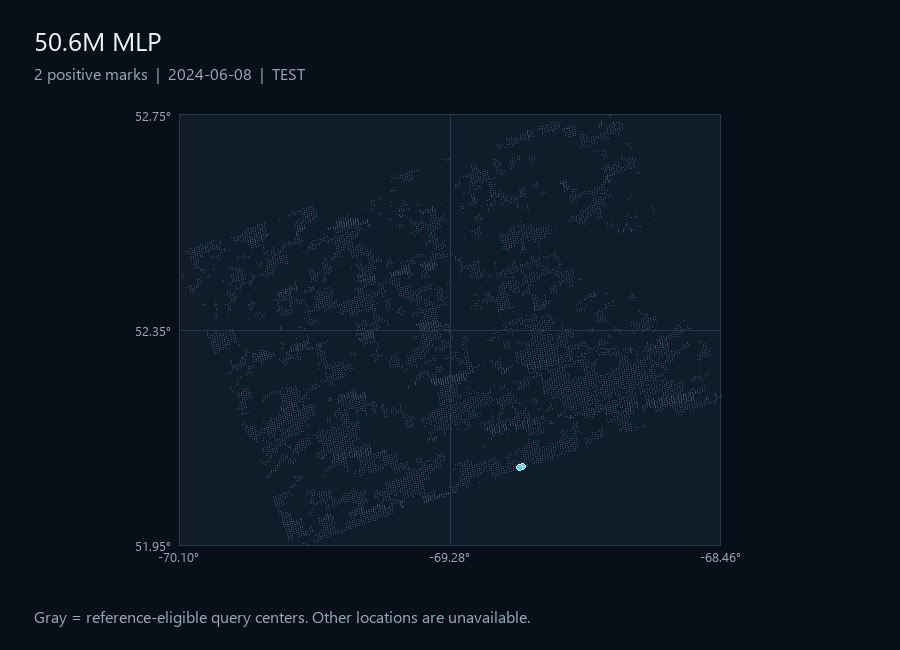 50.6M MLP
2 positive marks | 2024-06-08 | TEST
52.75°
52.35°
51.95°
-70.10°
-69.28°
-68.46°
Gray = reference-eligible query centers. Other locations are unavailable.